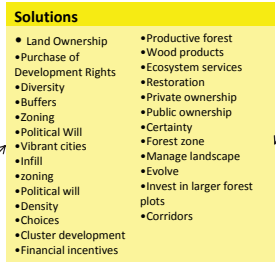 Solutions
• Land Ownership
•Purchase of
Development Rights
•Diversity
•Buffers
•Zoning
•Political Will
•Vibrant cities
•Infill
•zoning
•Political will
•Density
•Choices
•Cluster development
•Financial incentives
•Productive forest
•Wood products
•Ecosystem services
•Restoration
•Private ownership
•Public ownership
•Certainty
•Forest zone
•Manage landscape
•Evolve
•Invest in larger forest
plots
•Corridors